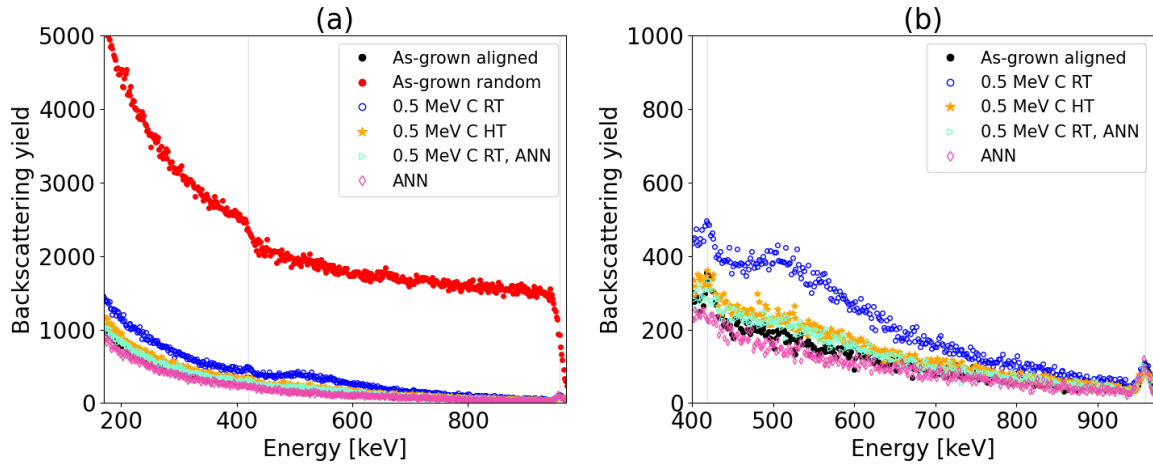 (a)
5000
4000
3000
2000
1000
0
Backscattering yield
As-grown aligned
As-grown random
0.5 MeV C RT
0.5 MeV C HT
0.5 MeV C RT, ANN
ANN
200
400
600
800
Energy [keV]
(b)
1000
800
600
400
200
0
Backscattering yield
As-grown aligned
0.5 MeV C RT
0.5 MeV C HT
0.5 MeV C RT, ANN
ANN
400
500
600
700
800
900
Energy [keV]